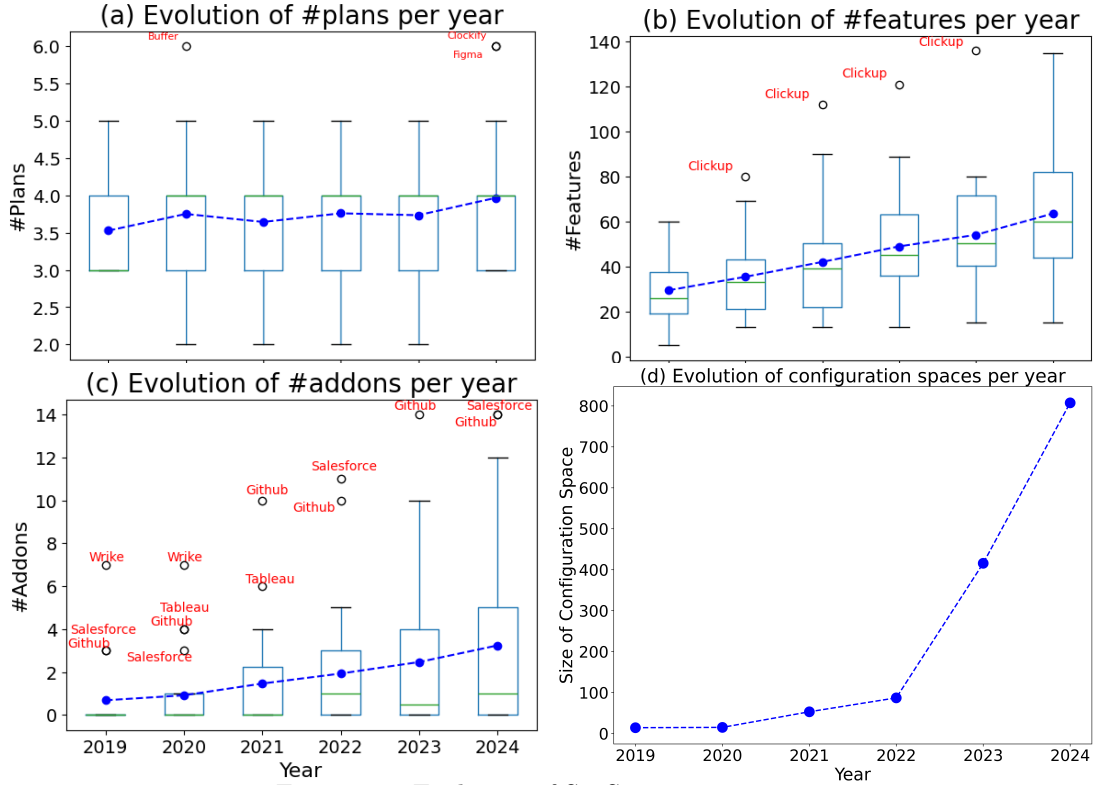 (a) Evolution of #plans per year
#Plans
6.0
5.5
5.0
4.5
4.0
3.5
3.0
2.5
2.0
Buffer
Clockify
Figma
(b) Evolution of #features per year
#Features
140
120
100
80
60
40
20
0
Clickup
Clickup
Clickup
Clickup
(c) Evolution of #addons per year
#Addons
14
12
10
8
6
4
2
0
Wrike
Salesforce
Github
Wrike
Tableau
Github
Salesforce
Github
Tableau
Salesforce
Github
Github
Salesforce
Github
2019 2020 2021 2022 2023 2024
Year
(d) Evolution of configuration spaces per year
Size of Configuration Space
800
700
600
500
400
300
200
100
0
2019 2020 2021 2022 2023 2024
Year